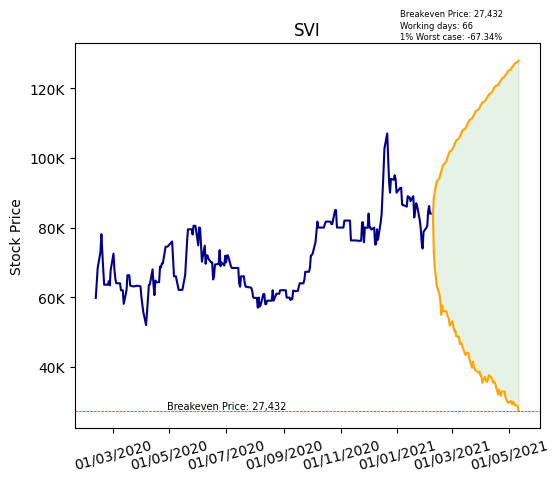 Breakeven Price: 27,432
Working days: 66
1% Worst case: -67.34%
SVI
Stock Price
120K
100K
80K
60K
40K
Breakeven Price: 27,432
01/03/2020 01/05/2020 01/07/2020 01/09/2020 01/11/2020 01/01/2021 01/03/2021 01/05/2021